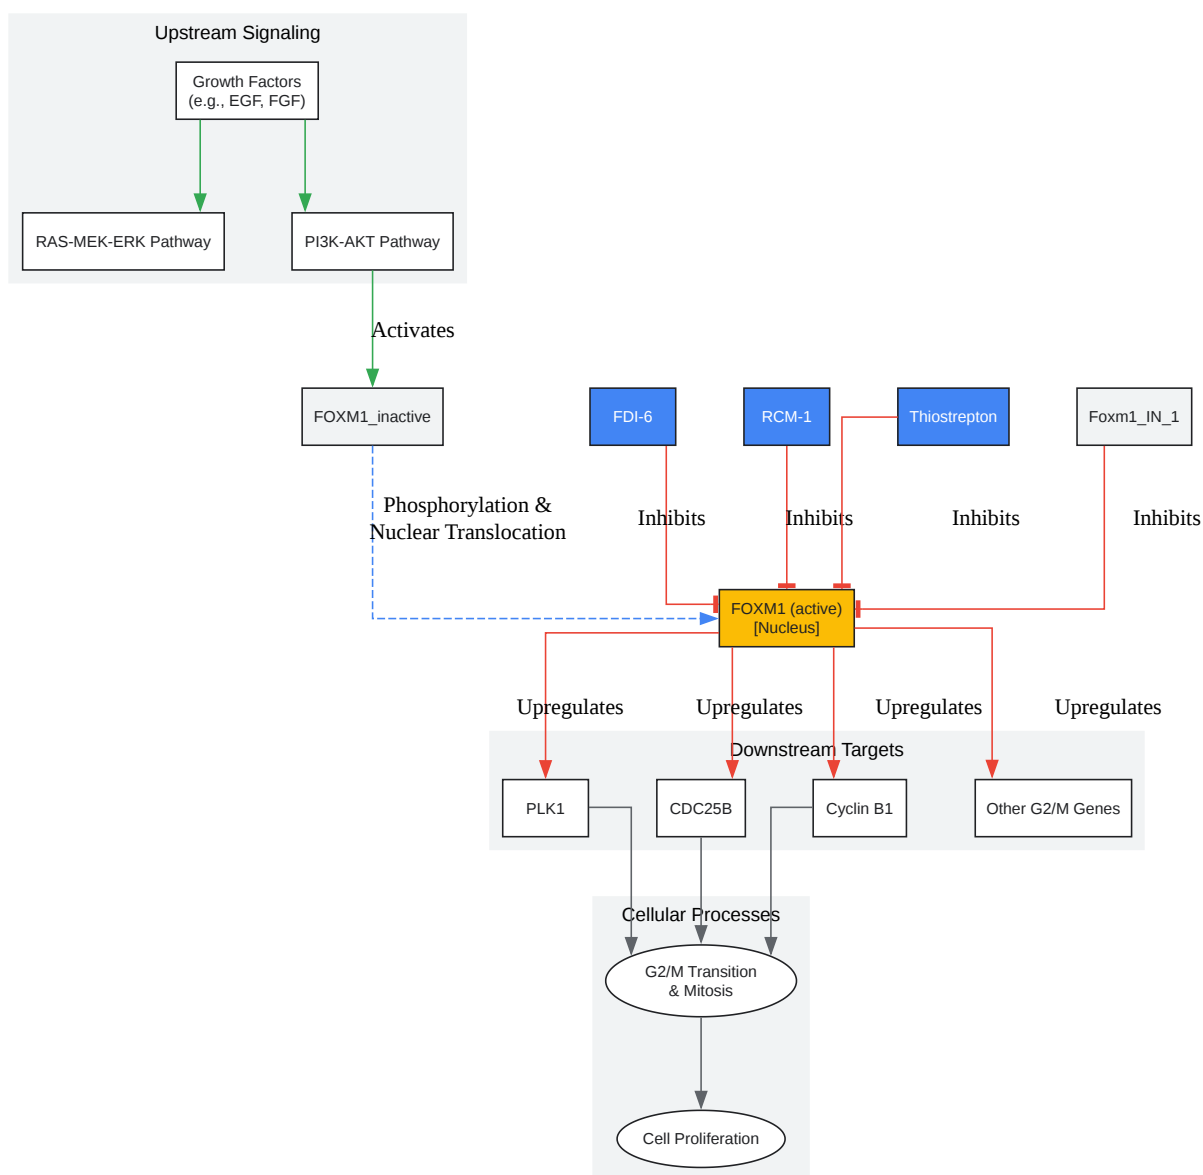 Upstream Signaling
Growth Factors
(e.g., EGF, FGF)
RAS-MEK-ERK Pathway
PI3K-AKT Pathway
Activates
FOXM1_inactive
FDI-6
RCM-1
Thiostrepton
Foxm1_IN_1
Phosphorylation &
Nuclear Translocation
Inhibits
Inhibits
Inhibits
Inhibits
FOXM1 (active)
[Nucleus]
Upregulates
Upregulates
Upregulates
Upregulates
Downstream Targets
PLK1
CDC25B
Cyclin B1
Other G2/M Genes
Cellular Processes
G2/M Transition
& Mitosis
Cell Proliferation